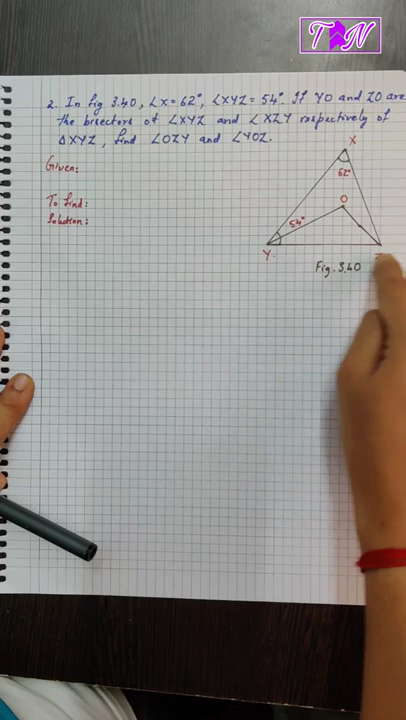 T N
2. In fig 3.40, ∠x = 62°, ∠XYZ = 54°. If YO and ZO are
the bisectors of ∠XYZ and ∠XZY respectively of
ΔXYZ, find ∠OZY and ∠YOZ.
Given:
To find:
Solution:
X
62°
O
54°
Y
Fig. 3.40